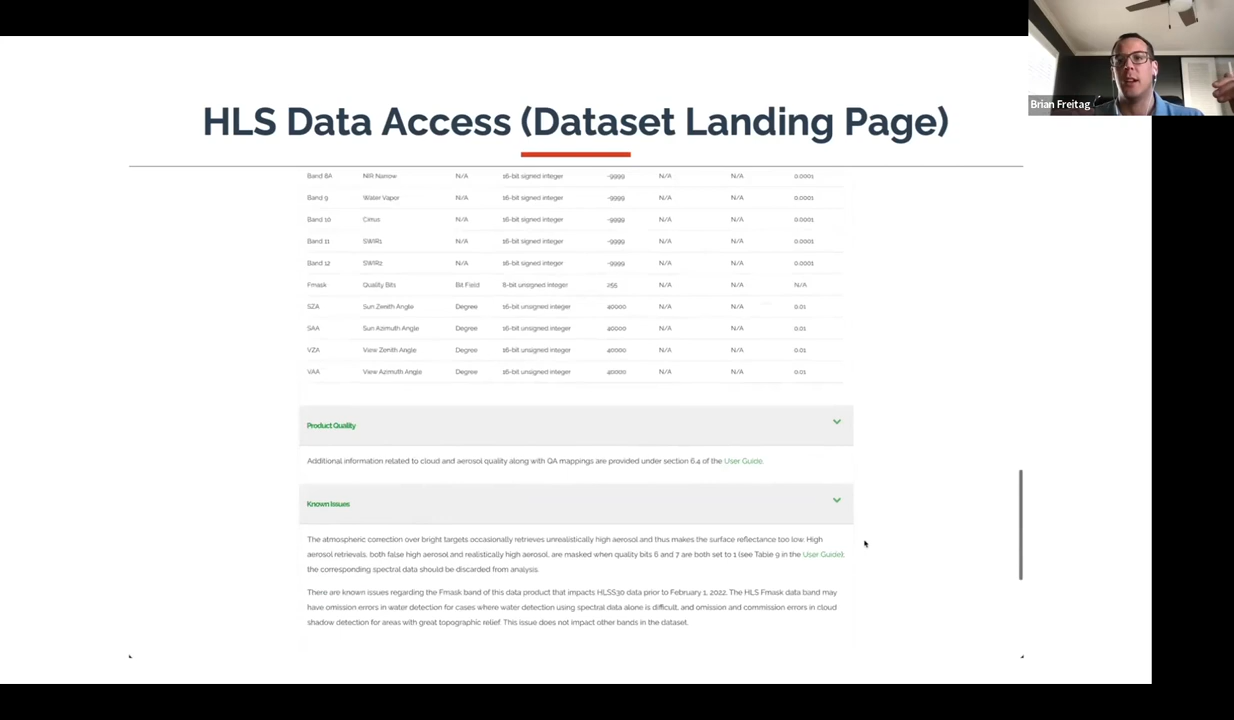 Brian Freitag
HLS Data Access (Dataset Landing Page)
Band 8A NIR Narrow N/A 16-bit signed integer -9999 N/A N/A 0.0001
Band 9 Water Vapor N/A 16-bit signed integer -9999 N/A N/A 0.0001
Band 10 Cirrus N/A 16-bit signed integer -9999 N/A N/A 0.0001
Band 11 SWIR1 N/A 16-bit signed integer -9999 N/A N/A 0.0001
Band 12 SWIR2 N/A 16-bit signed integer -9999 N/A N/A 0.0001
Fmask Quality Bits Bit Field 8-bit unsigned integer 255 N/A N/A N/A
SZA Sun Zenith Angle Degree 16-bit unsigned integer 40000 N/A N/A 0.01
SAA Sun Azimuth Angle Degree 16-bit unsigned integer 40000 N/A N/A 0.01
VZA View Zenith Angle Degree 16-bit unsigned integer 40000 N/A N/A 0.01
VAA View Azimuth Angle Degree 16-bit unsigned integer 40000 N/A N/A 0.01
Product Quality
Additional information related to cloud and aerosol quality along with QA mappings are provided under section 6.4 of the User Guide.
Known Issues
The atmospheric correction over bright targets occasionally retrieves unrealistically high aerosol and thus makes the surface reflectance too low. High
aerosol retrievals, both false high aerosol and realistically high aerosol, are masked when quality bits 6 and 7 are both set to 1 (see Table 9 in the User Guide);
the corresponding spectral data should be discarded from analysis.
There are known issues regarding the Fmask band of this data product that impacts HLSS30 data prior to February 1, 2022. The HLS Fmask data band may
have omission errors in water detection for cases where water detection using spectral data alone is difficult, and omission and commission errors in cloud
shadow detection for areas with great topographic relief. This issue does not impact other bands in the dataset.